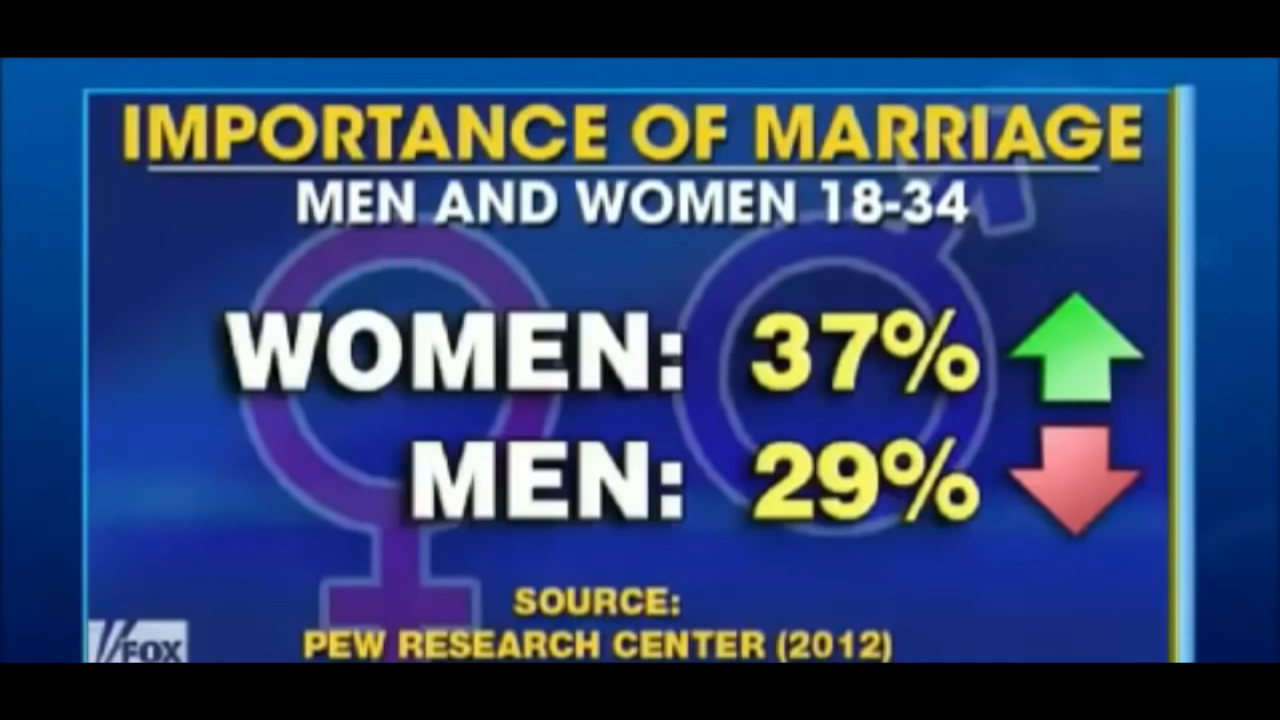 IMPORTANCE OF MARRIAGE
MEN AND WOMEN 18-34
WOMEN: 37%
MEN: 29%
SOURCE:
PEW RESEARCH CENTER (2012)
FOX